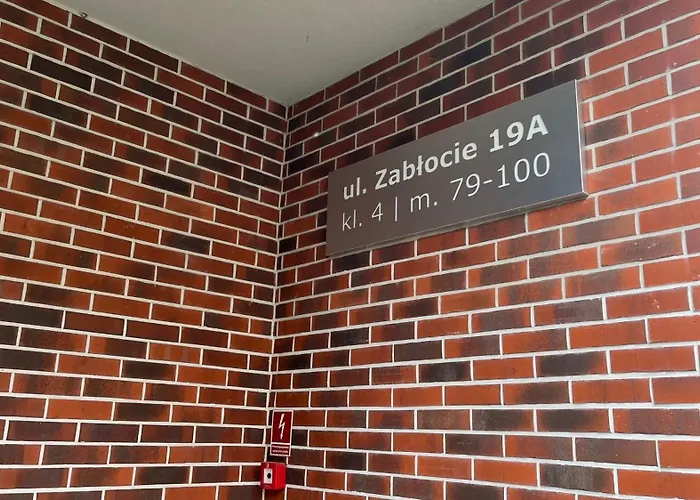 ul. Zabłocie 19A
kl. 4 | m. 79-100